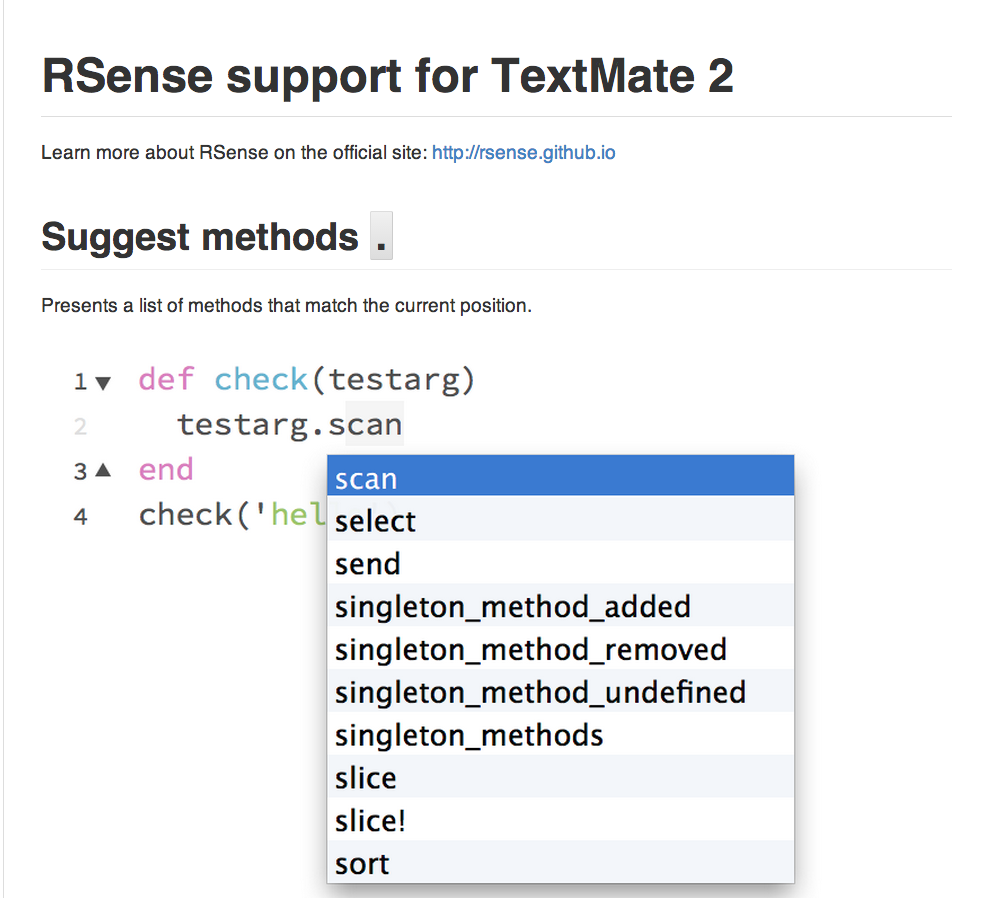 RSense support for TextMate 2
Learn more about RSense on the official site: http://rsense.github.io
Suggest methods .
Presents a list of methods that match the current position.
1 ▼ def check(testarg)
2 testarg.scan
3 ▲ end
4 check('hel
scan
select
send
singleton_method_added
singleton_method_removed
singleton_method_undefined
singleton_methods
slice
slice!
sort